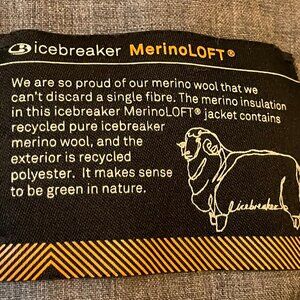 icebreaker MerinoLOFT®
We are so proud of our merino wool that we
can't discard a single fibre. The merino insulation
in this icebreaker MerinoLOFT® jacket contains
recycled pure icebreaker
merino wool, and the
exterior is recycled
polyester. It makes sense
to be green in nature.
icebreaker